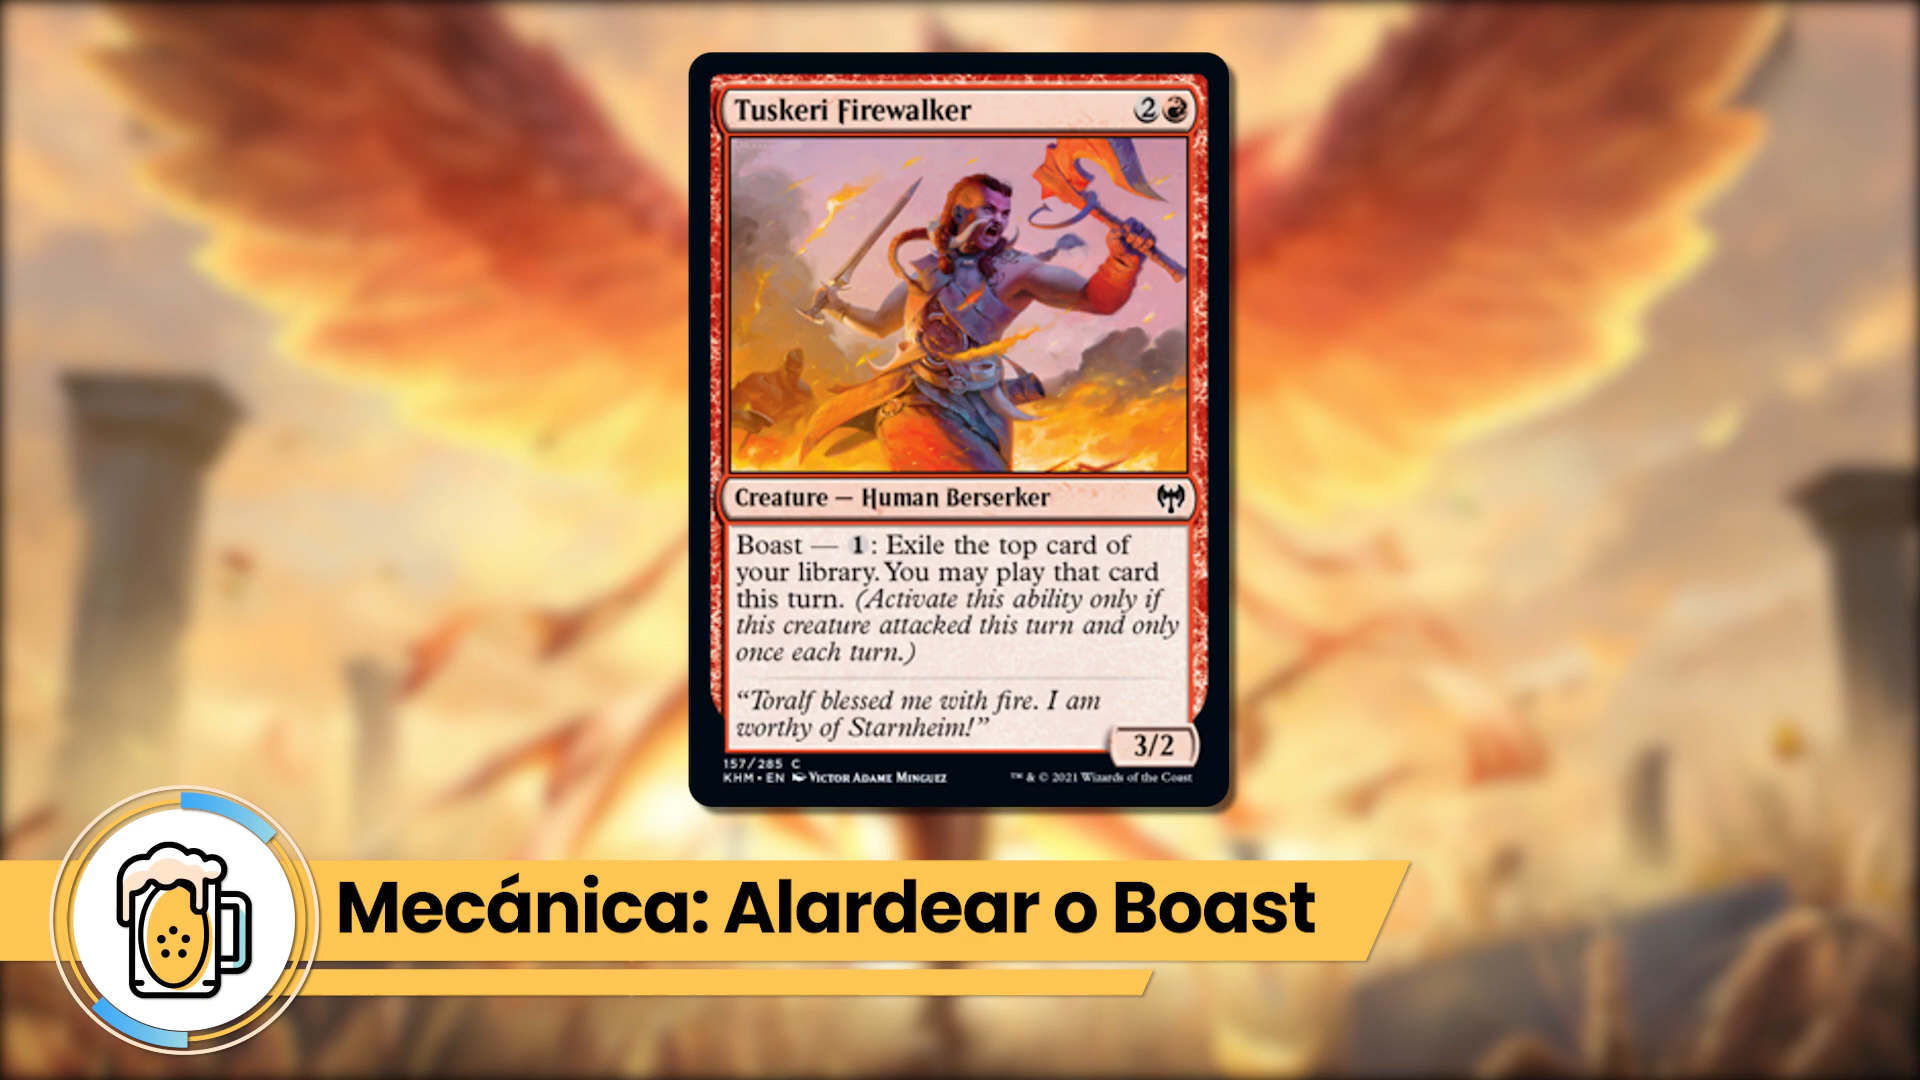 Tuskeri Firewalker 2
Creature — Human Berserker
Boast — 1: Exile the top card of
your library. You may play that card
this turn. (Activate this ability only if
this creature attacked this turn and only
once each turn.)
“Toralf blessed me with fire. I am
worthy of Starnheim!”
3/2
157/285 C
KHM • EN Victor Adame Minguez
™ & © 2021 Wizards of the Coast
Mecánica: Alardear o Boast